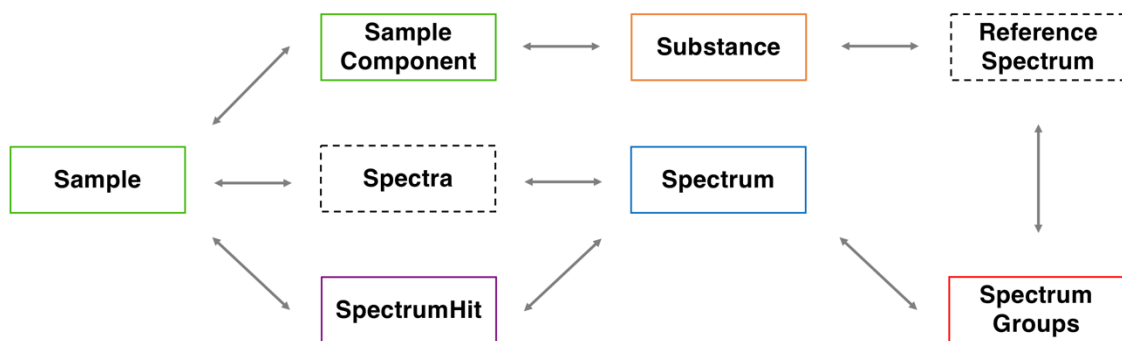 Sample
Component
Substance
Reference
Spectrum
Sample
Spectra
Spectrum
SpectrumHit
Spectrum
Groups